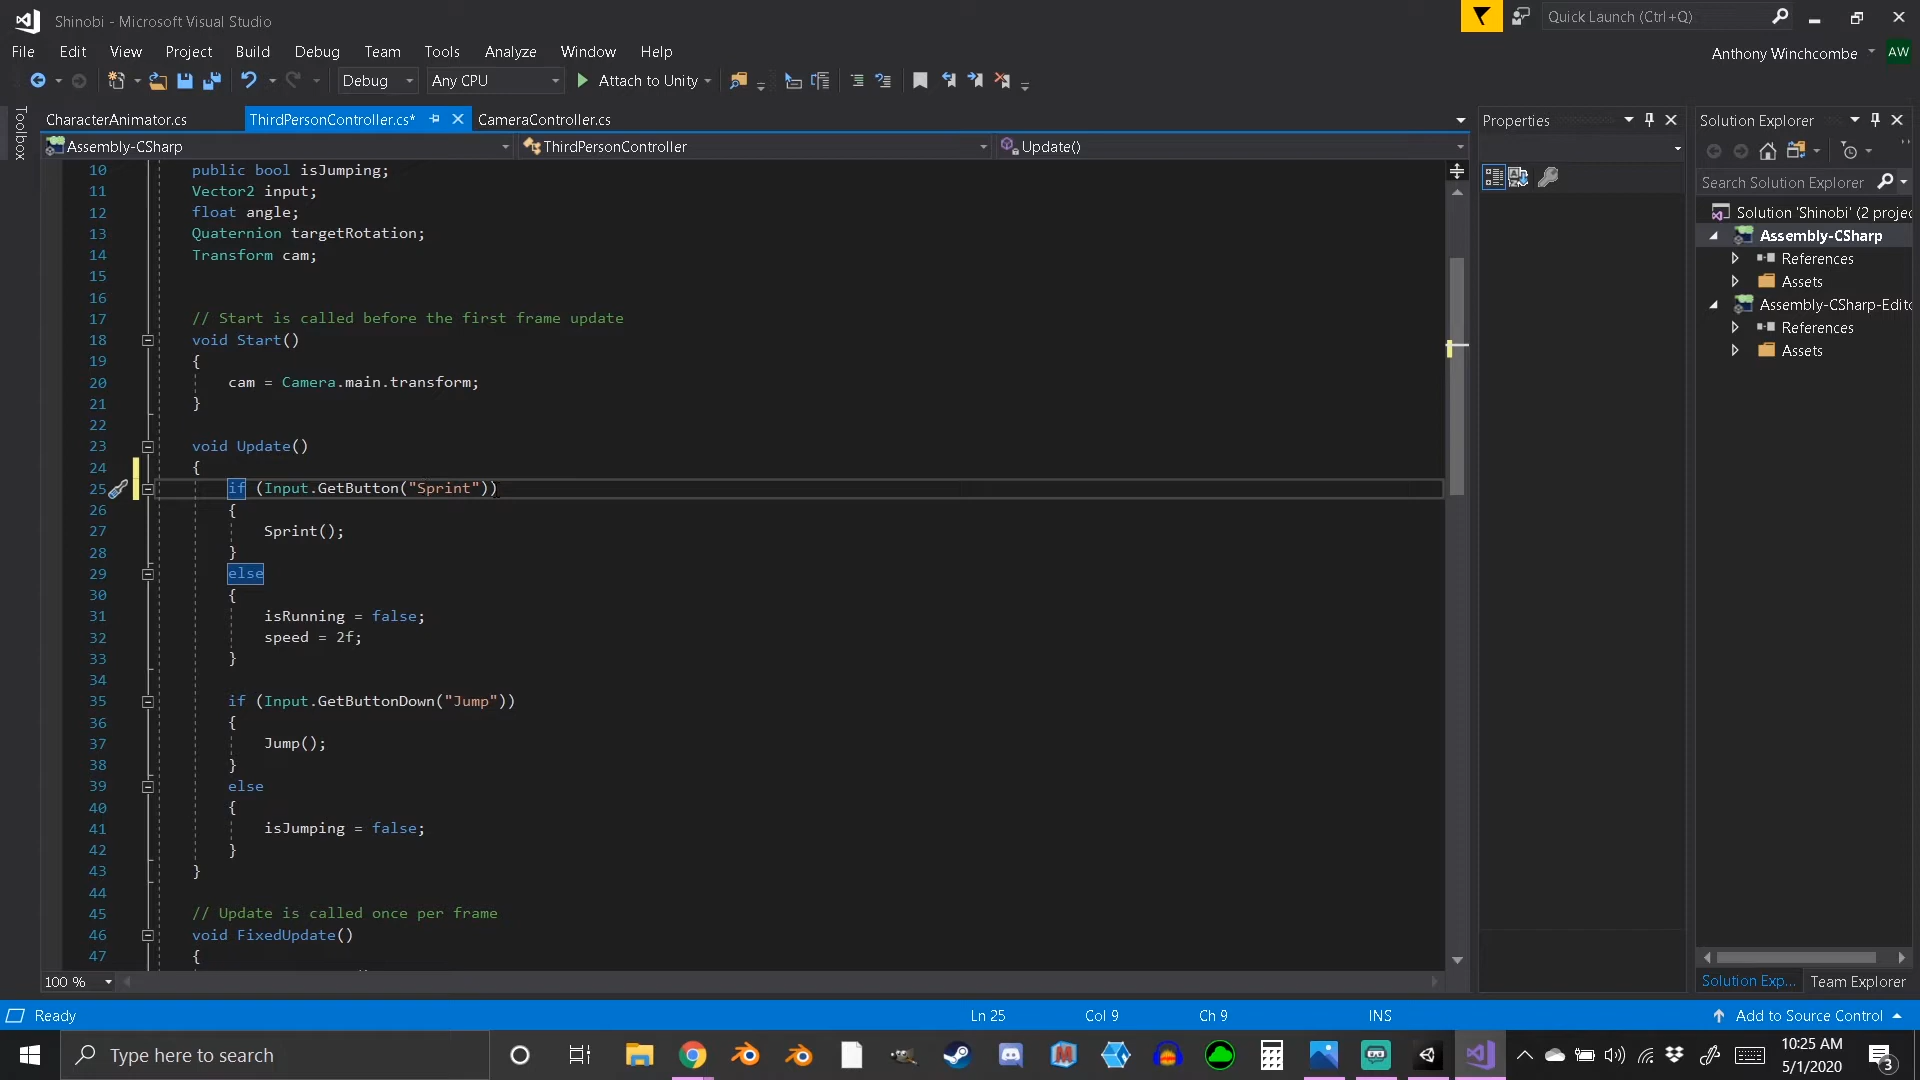 Shinobi - Microsoft Visual Studio
Quick Launch (Ctrl+Q)
File Edit View Project Build Debug Team Tools Analyze Window Help
Anthony Winchcombe AW
Debug Any CPU Attach to Unity
Toolbox
CharacterAnimator.cs ThirdPersonController.cs* CameraController.cs
Assembly-CSharp ThirdPersonController Update()
10 public bool isJumping;
11 Vector2 input;
12 float angle;
13 Quaternion targetRotation;
14 Transform cam;
15
16
17 // Start is called before the first frame update
18 void Start()
19 {
20 cam = Camera.main.transform;
21 }
22
23 void Update()
24 {
25 if (Input.GetButton("Sprint"))
26 {
27 Sprint();
28 }
29 else
30 {
31 isRunning = false;
32 speed = 2f;
33 }
34
35 if (Input.GetButtonDown("Jump"))
36 {
37 Jump();
38 }
39 else
40 {
41 isJumping = false;
42 }
43 }
44
45 // Update is called once per frame
46 void FixedUpdate()
47 {
100 %
Properties
Solution Explorer
Search Solution Explorer
Solution 'Shinobi' (2 projec
Assembly-CSharp
References
Assets
Assembly-CSharp-Edito
References
Assets
Solution Exp... Team Explorer
Ready Ln 25 Col 9 Ch 9 INS Add to Source Control
Type here to search
10:25 AM
5/1/2020
3